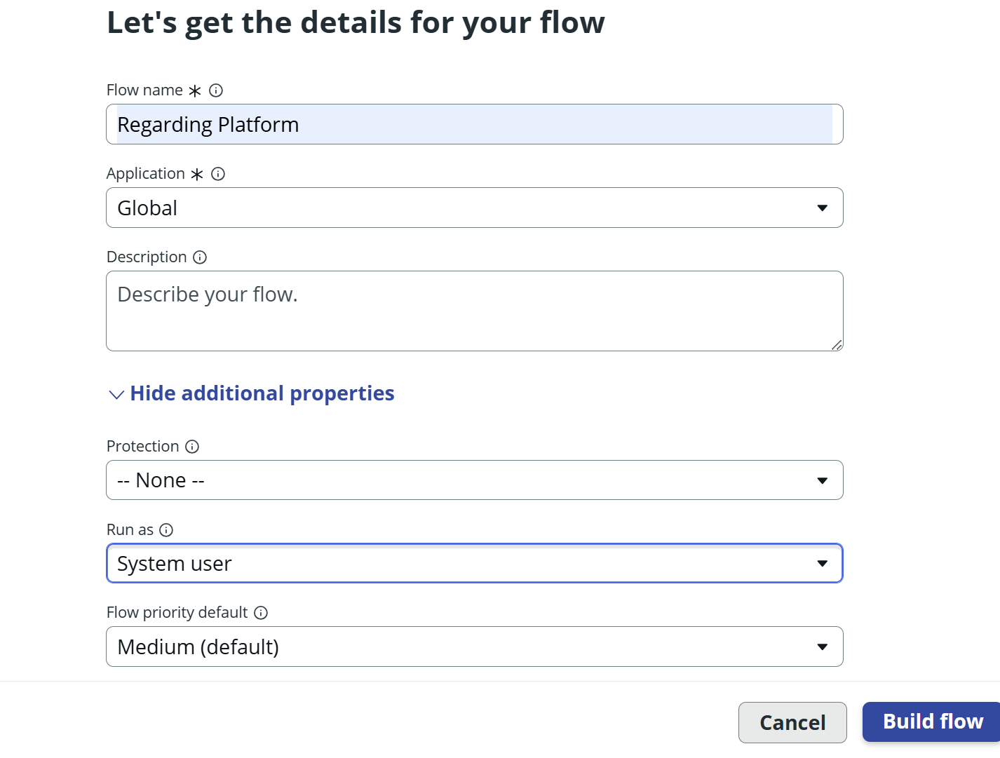 Let's get the details for your flow
Flow name *
Regarding Platform
Application *
Global
Description
Describe your flow.
Hide additional properties
Protection
-- None --
Run as
System user
Flow priority default
Medium (default)
Cancel
Build flow